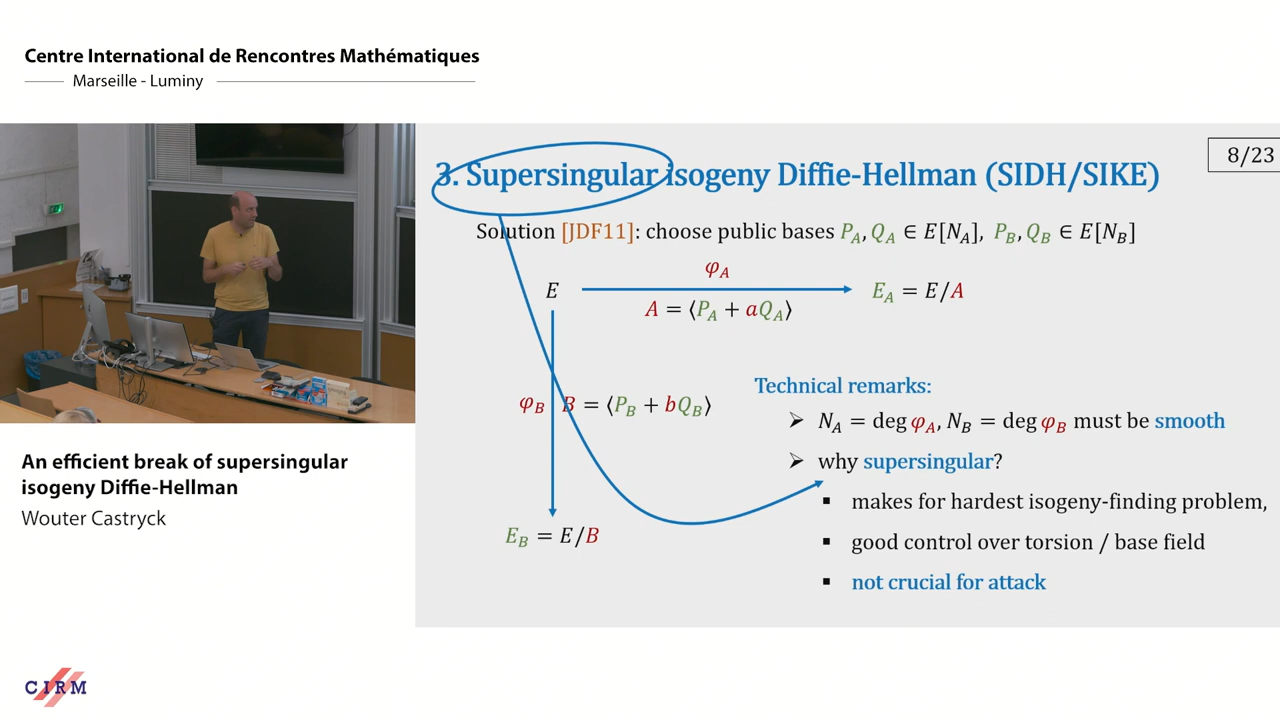 Centre International de Rencontres Mathématiques
Marseille - Luminy
8/23
3. Supersingular isogeny Diffie-Hellman (SIDH/SIKE)
Solution [JDF11]: choose public bases P_A, Q_A ∈ E[N_A], P_B, Q_B ∈ E[N_B]
φ_A
E
E_A = E/A
A = ⟨P_A + aQ_A⟩
Technical remarks:
φ_B B = ⟨P_B + bQ_B⟩
➢ N_A = deg φ_A, N_B = deg φ_B must be smooth
➢ why supersingular?
▪ makes for hardest isogeny-finding problem,
E_B = E/B
▪ good control over torsion / base field
▪ not crucial for attack
An efficient break of supersingular
isogeny Diffie-Hellman
Wouter Castryck
CIRM